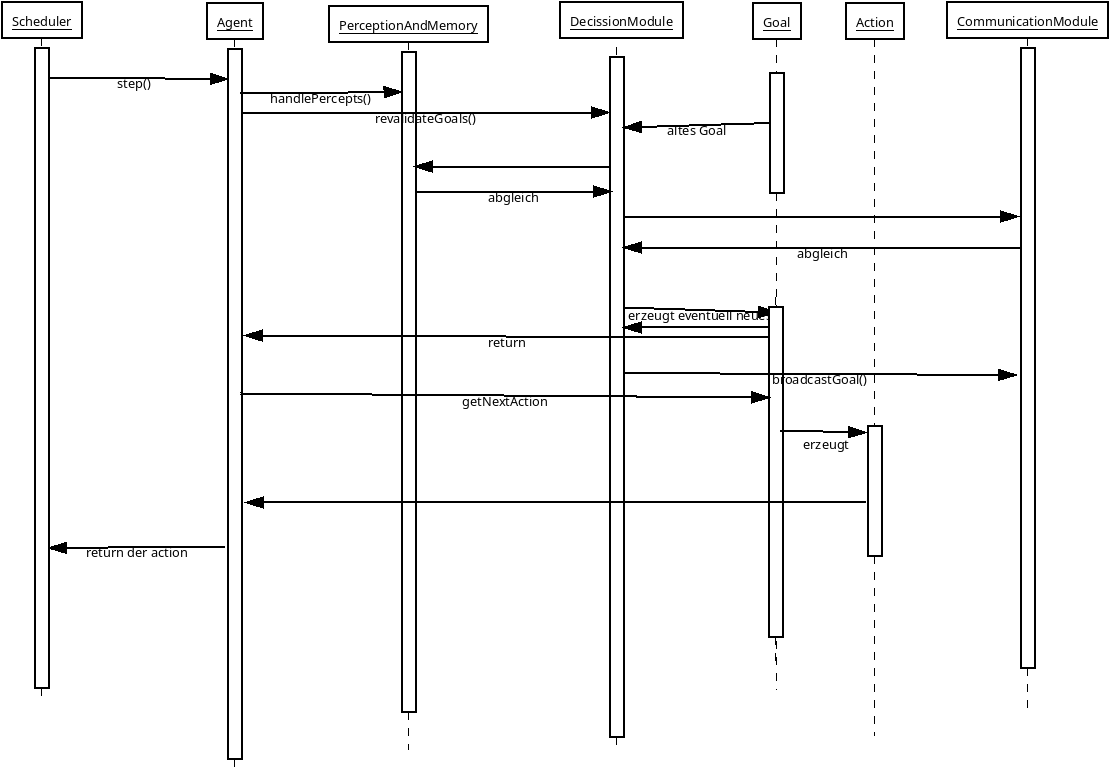 Scheduler
Agent
PerceptionAndMemory
DecissionModule
Goal
Action
CommunicationModule
step()
handlePercepts()
revalidateGoals()
altes Goal
abgleich
abgleich
erzeugt eventuell neues
return
broadcastGoal()
getNextAction
erzeugt
return der action